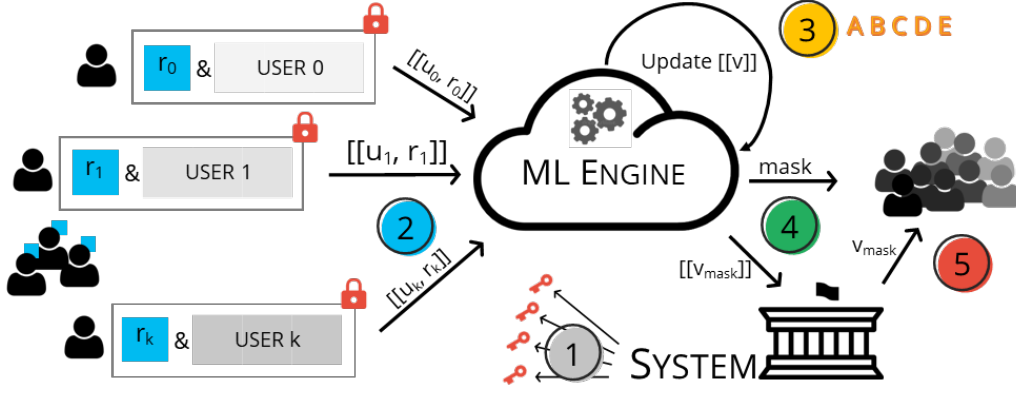 r0 & USER 0
[[u0, r0]]
Update [[v]]
3 A B C D E
r1 & USER 1
[[u1, r1]]
ML ENGINE
mask
2
4
[[uk, rk]]
[[vmask]]
vmask
5
rk & USER k
1
SYSTEM